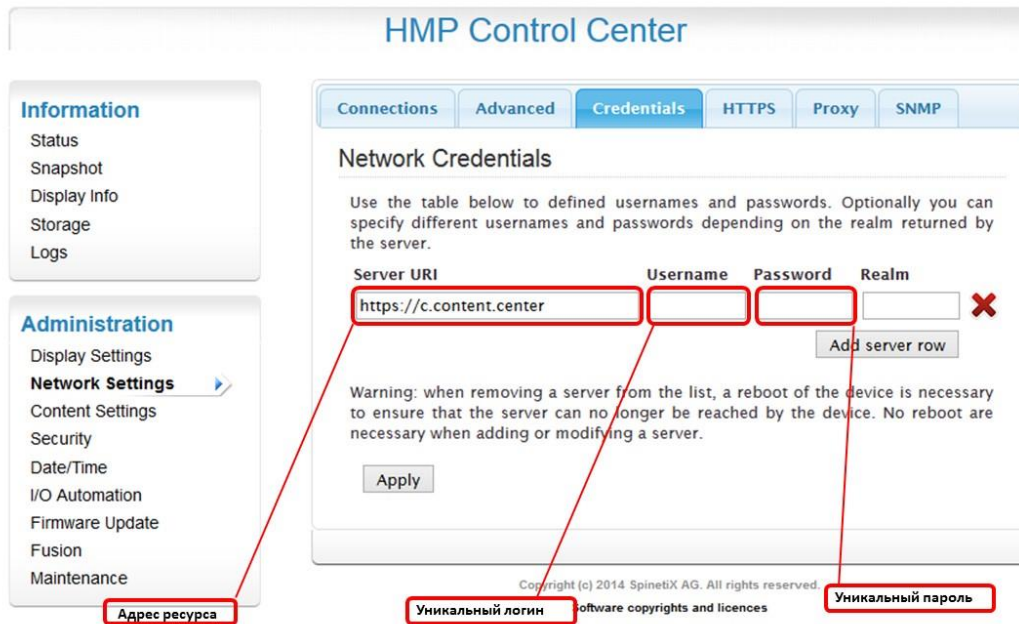 HMP Control Center
Information
Status
Snapshot
Display Info
Storage
Logs
Administration
Display Settings
Network Settings
Content Settings
Security
Date/Time
I/O Automation
Firmware Update
Fusion
Maintenance
Connections Advanced Credentials HTTPS Proxy SNMP
Network Credentials
Use the table below to defined usernames and passwords. Optionally you can
specify different usernames and passwords depending on the realm returned by
the server.
Server URI Username Password Realm
https://c.content.center
Add server row
Warning: when removing a server from the list, a reboot of the device is necessary
to ensure that the server can no longer be reached by the device. No reboot are
necessary when adding or modifying a server.
Apply
Copyright (c) 2014 SpinetiX AG. All rights reserved.
Software copyrights and licences
Адрес ресурса
Уникальный логин
Уникальный пароль